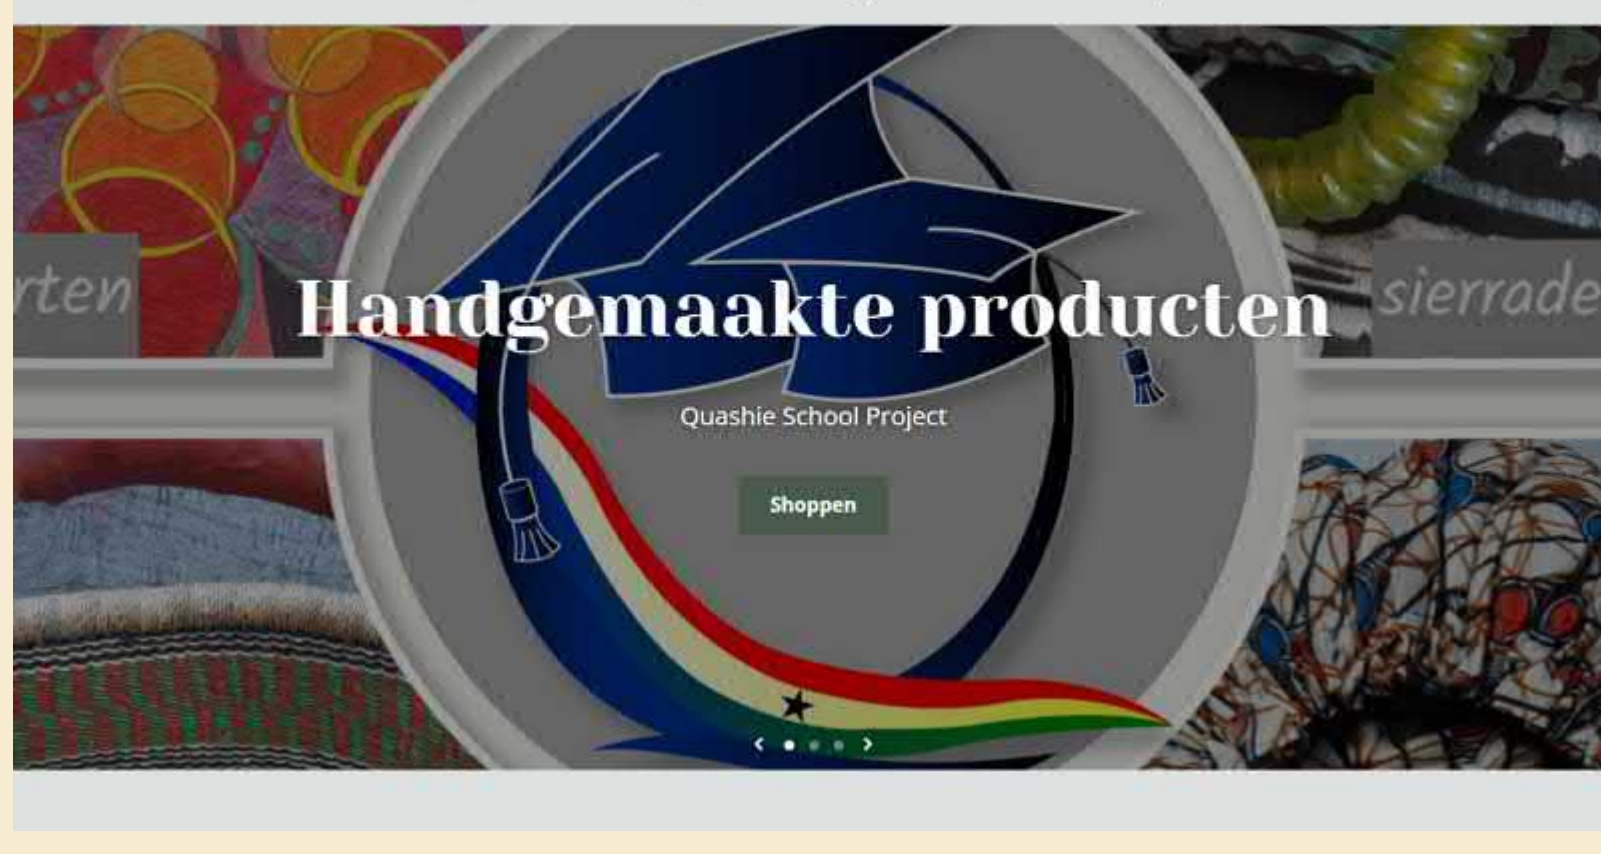 rten
sierrade
Handgemaakte producten
Quashie School Project
Shoppen